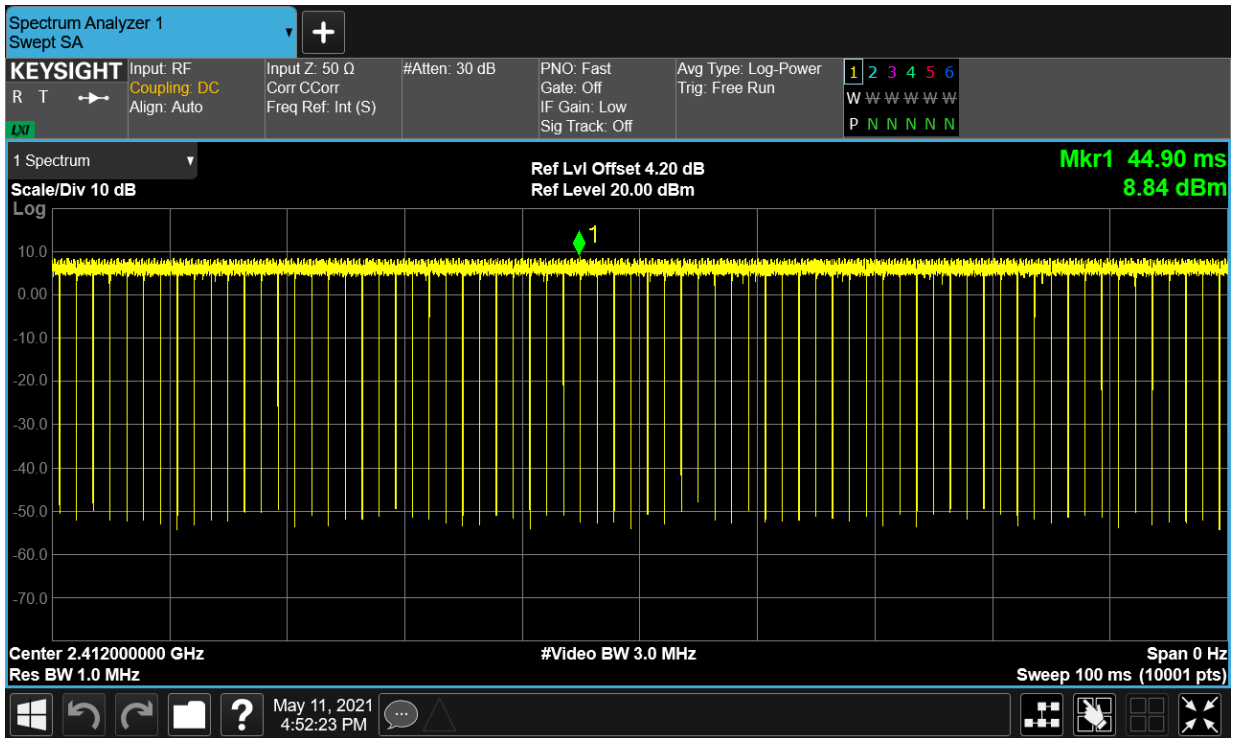 Spectrum Analyzer 1
Swept SA
KEYSIGHT
R T
LXI
Input: RF
Coupling: DC
Align: Auto
Input Z: 50 Ω
Corr CCorr
Freq Ref: Int (S)
#Atten: 30 dB
PNO: Fast
Gate: Off
IF Gain: Low
Sig Track: Off
Avg Type: Log-Power
Trig: Free Run
1 2 3 4 5 6
W W W W W W
P N N N N N
1 Spectrum
Scale/Div 10 dB
Ref Lvl Offset 4.20 dB
Ref Level 20.00 dBm
Mkr1 44.90 ms
8.84 dBm
Log
1
10.0
0.00
-10.0
-20.0
-30.0
-40.0
-50.0
-60.0
-70.0
Center 2.412000000 GHz
#Video BW 3.0 MHz
Span 0 Hz
Res BW 1.0 MHz
Sweep 100 ms (10001 pts)
?
May 11, 2021
4:52:23 PM